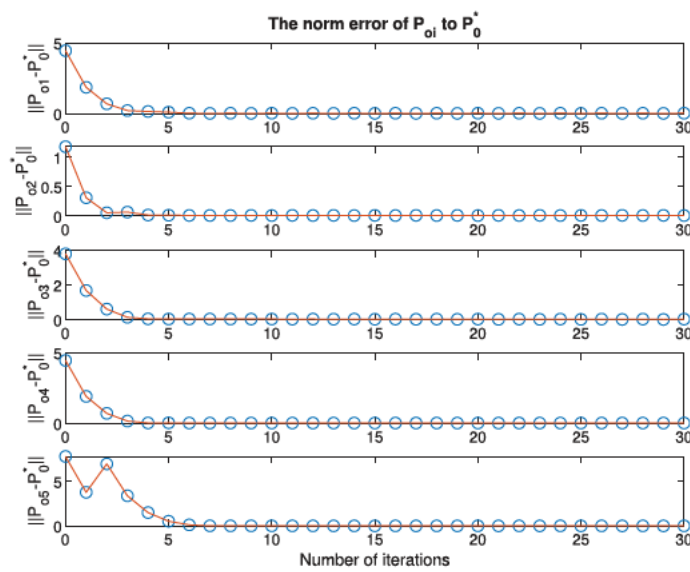 The norm error of P_oi to P_0^*
||P_o1-P_0^*||
5
0
0 5 10 15 20 25 30
||P_o2-P_0^*||
1
0.5
0
0 5 10 15 20 25 30
||P_o3-P_0^*||
4
2
0
0 5 10 15 20 25 30
||P_o4-P_0^*||
5
0
0 5 10 15 20 25 30
||P_o5-P_0^*||
5
0
0 5 10 15 20 25 30
Number of iterations